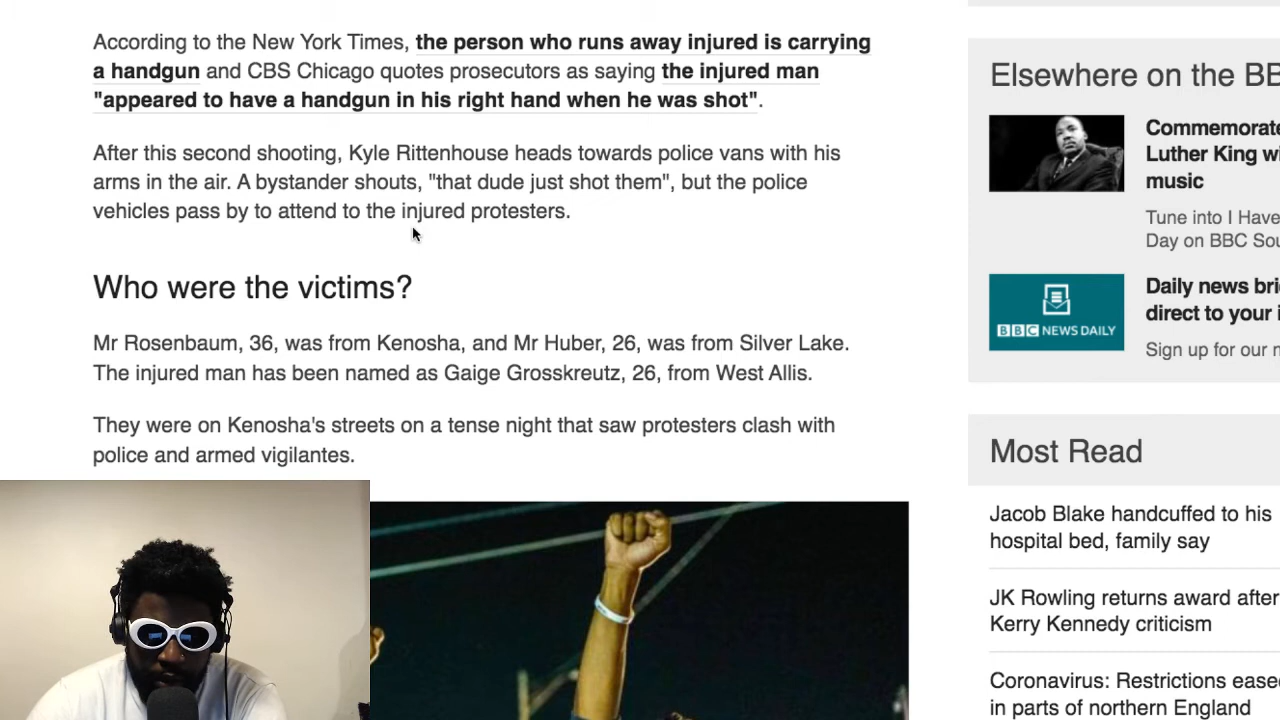 According to the New York Times, the person who runs away injured is carrying
a handgun and CBS Chicago quotes prosecutors as saying the injured man
"appeared to have a handgun in his right hand when he was shot".
After this second shooting, Kyle Rittenhouse heads towards police vans with his
arms in the air. A bystander shouts, "that dude just shot them", but the police
vehicles pass by to attend to the injured protesters.
Who were the victims?
Mr Rosenbaum, 36, was from Kenosha, and Mr Huber, 26, was from Silver Lake.
The injured man has been named as Gaige Grosskreutz, 26, from West Allis.
They were on Kenosha's streets on a tense night that saw protesters clash with
police and armed vigilantes.
Elsewhere on the BB
Commemorate
Luther King wi
music
Tune into I Have
Day on BBC Sou
BBC NEWS DAILY
Daily news bri
direct to your i
Sign up for our n
Most Read
Jacob Blake handcuffed to his
hospital bed, family say
JK Rowling returns award after
Kerry Kennedy criticism
Coronavirus: Restrictions ease
in parts of northern England